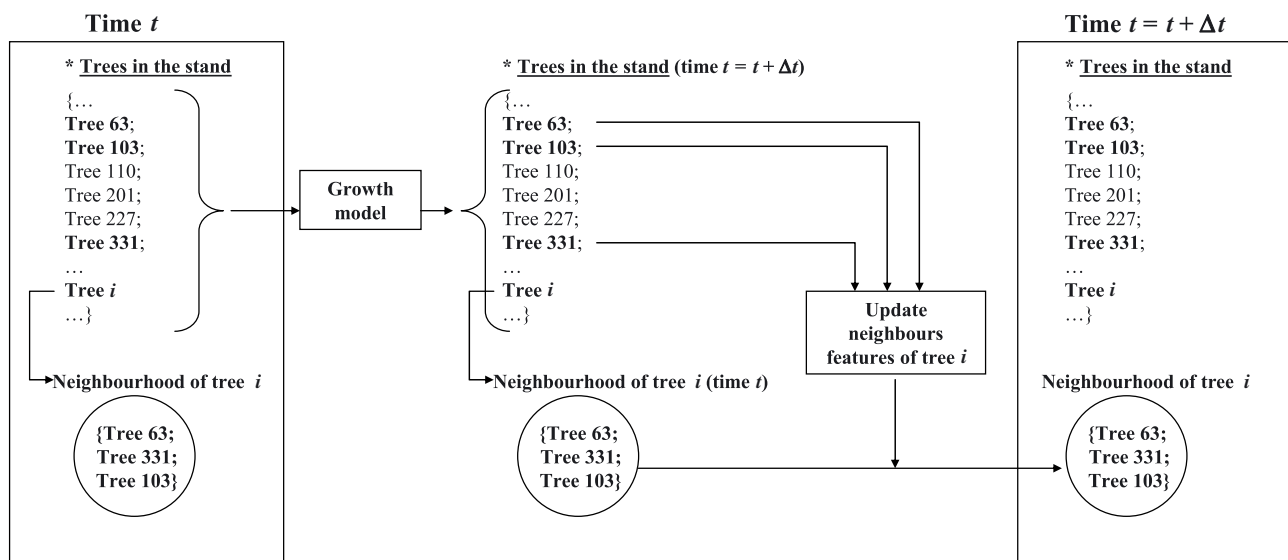 Time t
* Trees in the stand
{…
Tree 63;
Tree 103;
Tree 110;
Tree 201;
Tree 227;
Tree 331;
…
Tree i
…}
Neighbourhood of tree i
{Tree 63;
Tree 331;
Tree 103}
Growth
model
* Trees in the stand (time t = t + Δt)
{…
Tree 63;
Tree 103;
Tree 110;
Tree 201;
Tree 227;
Tree 331;
…
Tree i
…}
Neighbourhood of tree i (time t)
{Tree 63;
Tree 331;
Tree 103}
Update
neighbours
features of tree i
Time t = t + Δt
* Trees in the stand
{…
Tree 63;
Tree 103;
Tree 110;
Tree 201;
Tree 227;
Tree 331;
…
Tree i
…}
Neighbourhood of tree i
{Tree 63;
Tree 331;
Tree 103}